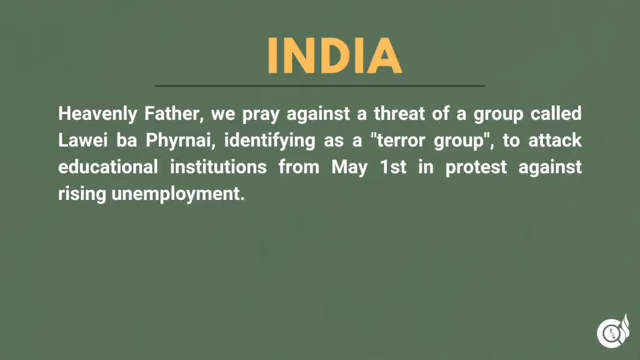 INDIA
Heavenly Father, we pray against a threat of a group called
Lawei ba Phyrnai, identifying as a "terror group", to attack
educational institutions from May 1st in protest against
rising unemployment.